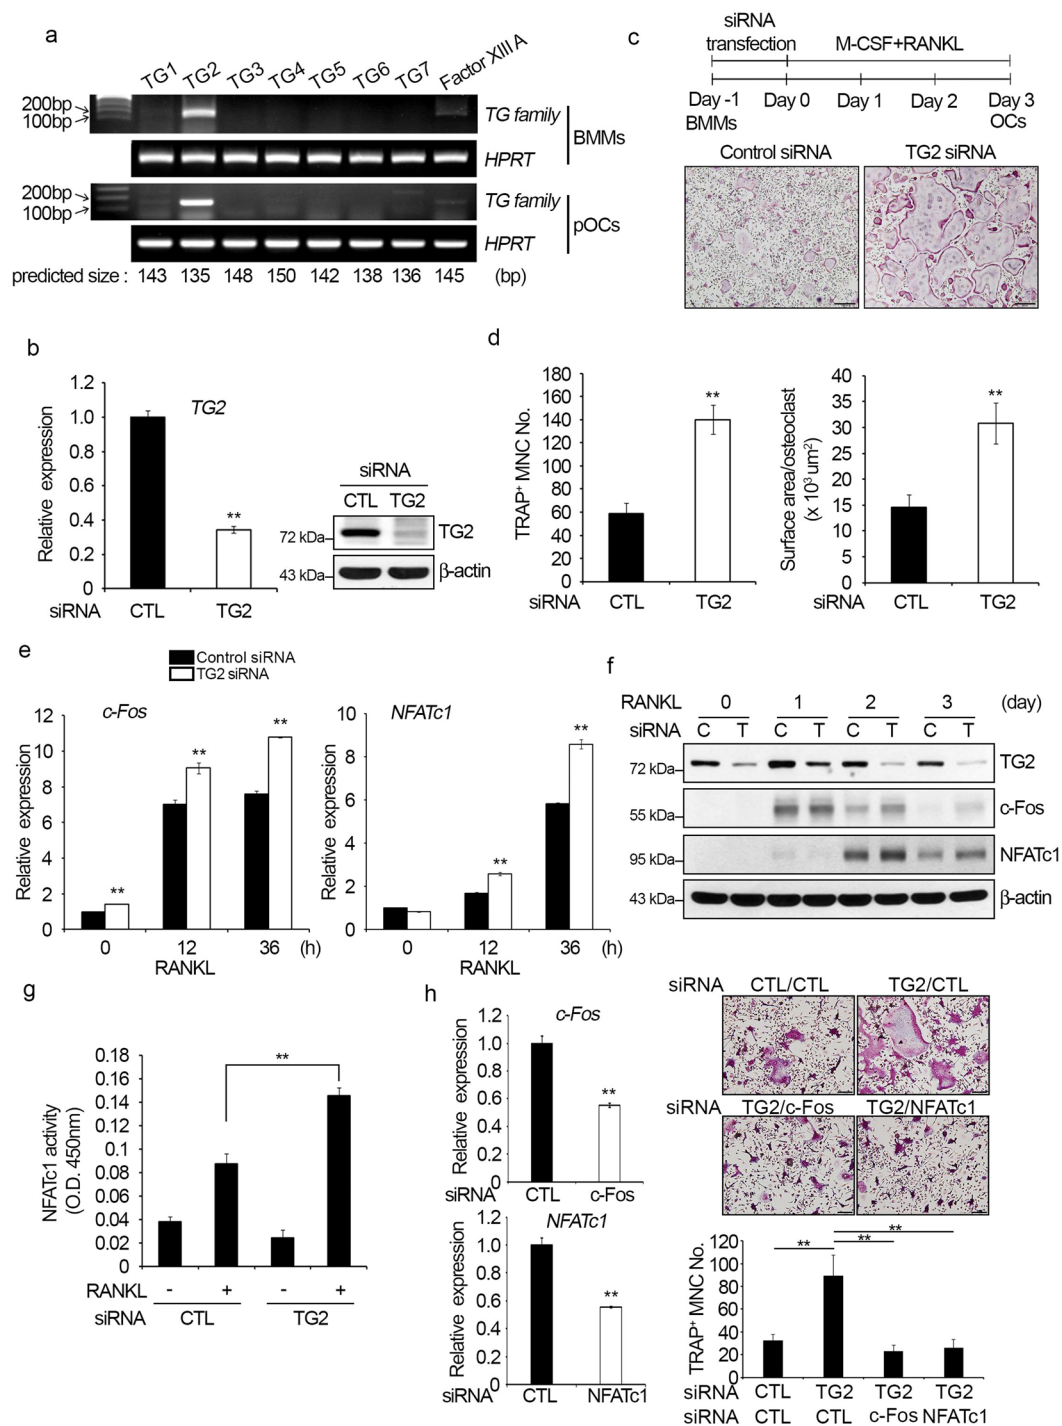 a
TG1 TG2 TG3 TG4 TG5 TG6 TG7 Factor XIII A
200bp
100bp
TG family
HPRT
BMMs
200bp
100bp
TG family
HPRT
pOCs
predicted size : 143 135 148 150 142 138 136 145 (bp)
c
siRNA
transfection M-CSF+RANKL
Day -1 Day 0 Day 1 Day 2 Day 3
BMMs OCs
Control siRNA TG2 siRNA
b
TG2
Relative expression
1.2
1.0
0.8
0.6
0.4
0.2
0
**
siRNA CTL TG2
siRNA
CTL TG2
72 kDa TG2
43 kDa β-actin
d
TRAP+ MNC No.
180
160
140
120
100
80
60
40
20
0
**
siRNA CTL TG2
Surface area/osteoclast
(x 10³ um²)
40
35
30
25
20
15
10
5
0
**
siRNA CTL TG2
e
Control siRNA
TG2 siRNA
c-Fos
Relative expression
12
10
8
6
4
2
0
**
**
**
0 12 36 (h)
RANKL
NFATc1
Relative expression
10
8
6
4
2
0
**
**
0 12 36 (h)
RANKL
f
RANKL 0 1 2 3 (day)
siRNA C T C T C T C T
72 kDa TG2
55 kDa c-Fos
95 kDa NFATc1
43 kDa β-actin
g
NFATc1 activity
(O.D. 450nm)
0.18
0.16
0.14
0.12
0.1
0.08
0.06
0.04
0.02
0
**
RANKL - + - +
siRNA CTL TG2
h
c-Fos
Relative expression
1.2
1.0
0.8
0.6
0.4
0.2
0
**
siRNA CTL c-Fos
NFATc1
Relative expression
1.2
1.0
0.8
0.6
0.4
0.2
0
**
siRNA CTL NFATc1
siRNA CTL/CTL TG2/CTL
siRNA TG2/c-Fos TG2/NFATc1
TRAP+ MNC No.
120
100
80
60
40
20
0
**
**
**
siRNA CTL TG2 TG2 TG2
siRNA CTL CTL c-Fos NFATc1